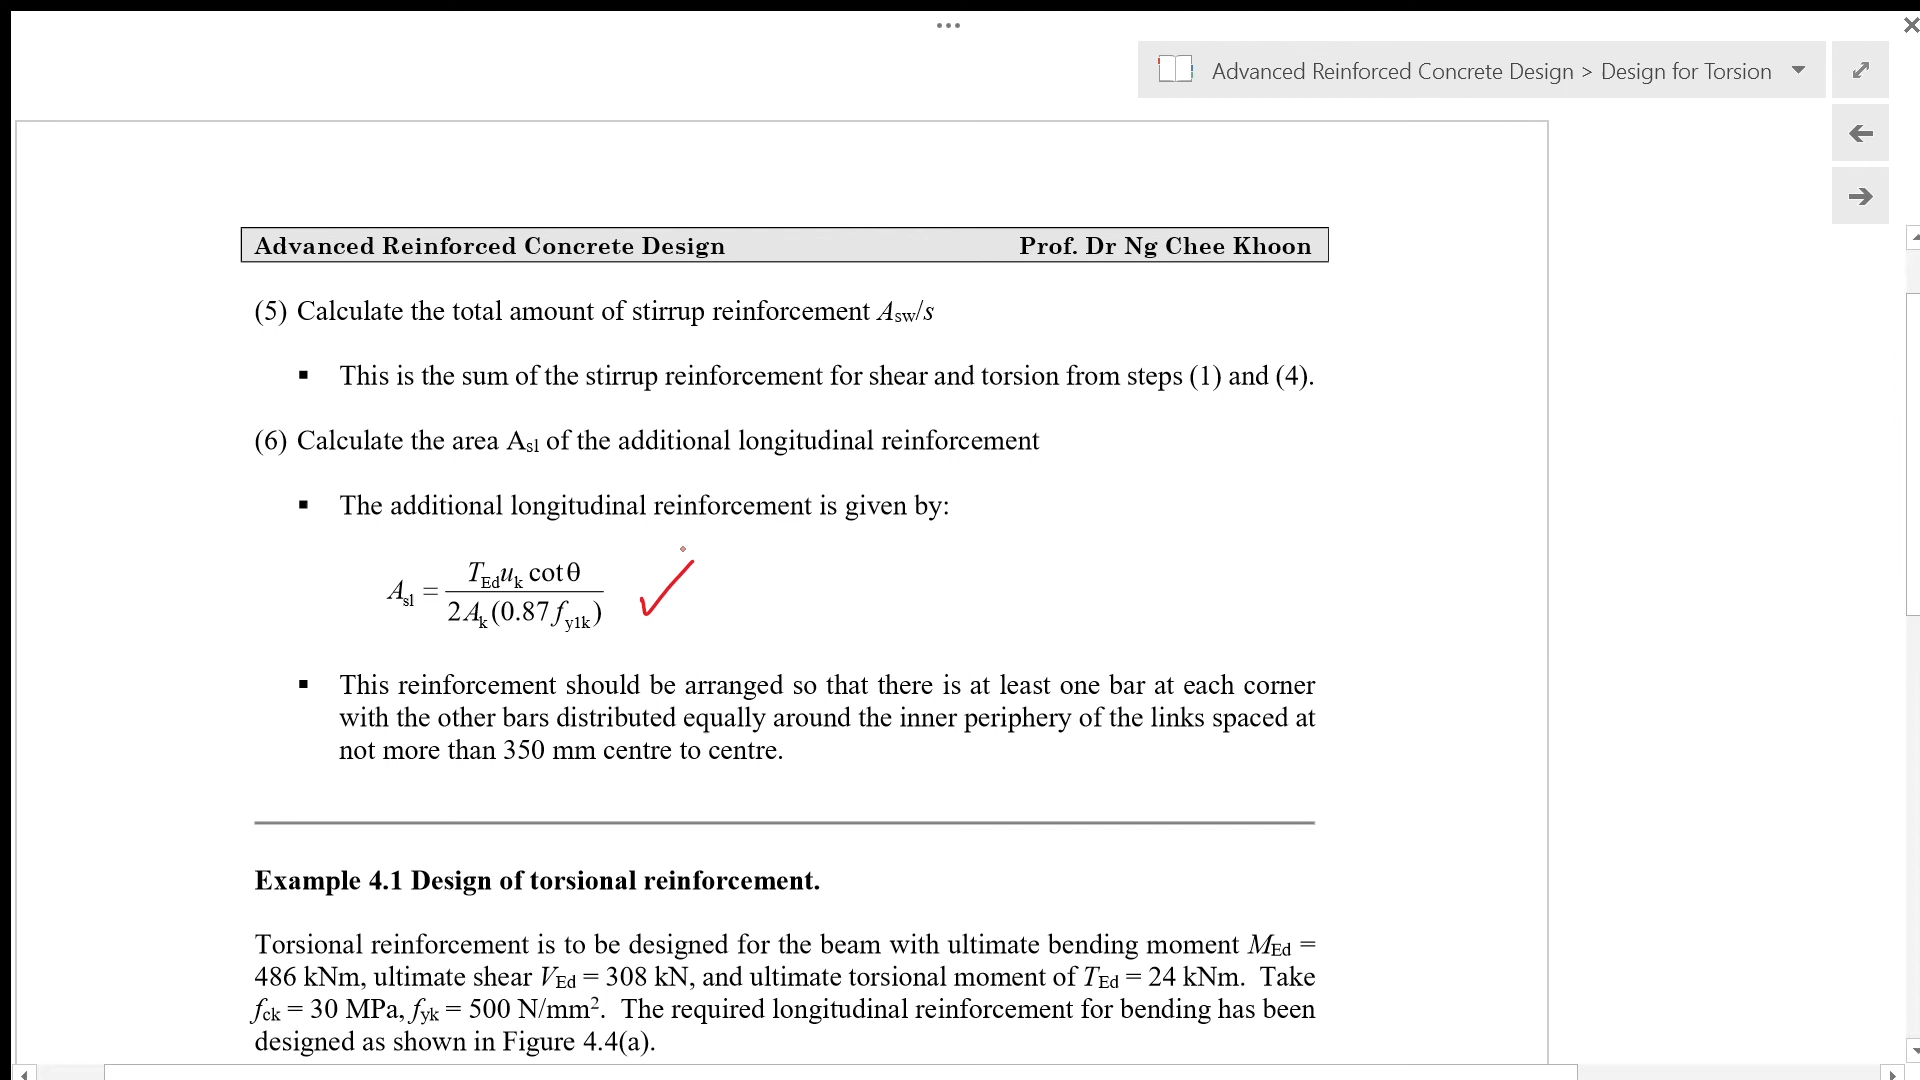 Advanced Reinforced Concrete Design > Design for Torsion
Advanced Reinforced Concrete Design Prof. Dr Ng Chee Khoon
(5) Calculate the total amount of stirrup reinforcement Asw/s
▪ This is the sum of the stirrup reinforcement for shear and torsion from steps (1) and (4).
(6) Calculate the area Asl of the additional longitudinal reinforcement
▪ The additional longitudinal reinforcement is given by:
Asl = TEd uk cotθ / 2Ak(0.87fy1k)
▪ This reinforcement should be arranged so that there is at least one bar at each corner
with the other bars distributed equally around the inner periphery of the links spaced at
not more than 350 mm centre to centre.
Example 4.1 Design of torsional reinforcement.
Torsional reinforcement is to be designed for the beam with ultimate bending moment MEd =
486 kNm, ultimate shear VEd = 308 kN, and ultimate torsional moment of TEd = 24 kNm. Take
fck = 30 MPa, fyk = 500 N/mm². The required longitudinal reinforcement for bending has been
designed as shown in Figure 4.4(a).